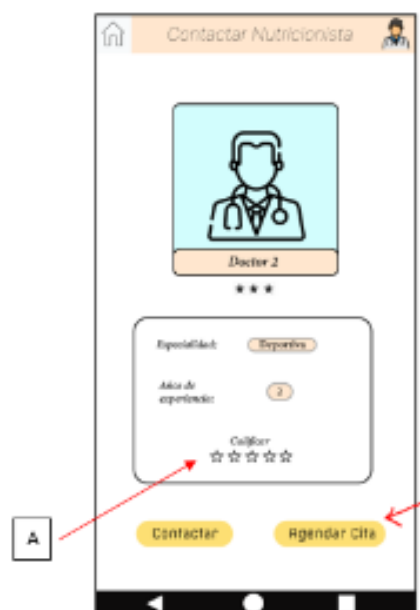 Contactar Nutricionista
Doctor 2
Especialidad: Deportiva
Años de
experiencia: 2
Calificar
A
Contactar Agendar Cita